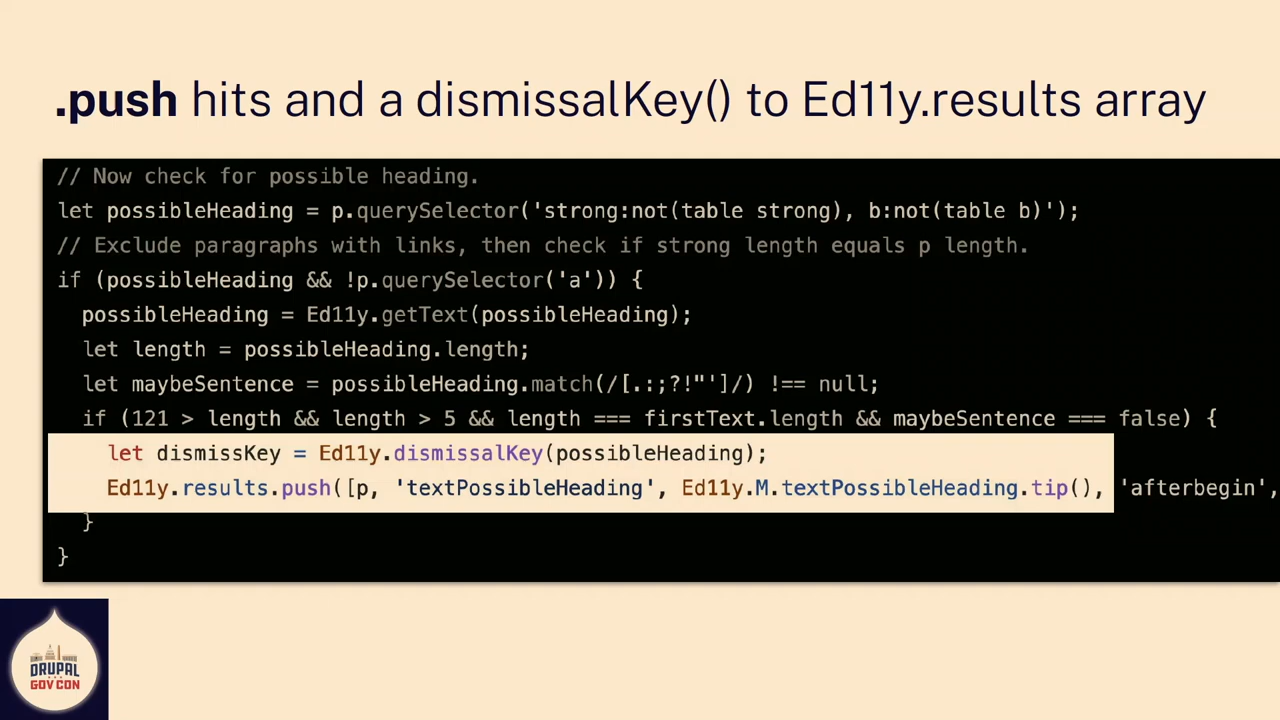 .push hits and a dismissalKey() to Ed11y.results array
// Now check for possible heading.
let possibleHeading = p.querySelector('strong:not(table strong), b:not(table b)');
// Exclude paragraphs with links, then check if strong length equals p length.
if (possibleHeading && !p.querySelector('a')) {
possibleHeading = Ed11y.getText(possibleHeading);
let length = possibleHeading.length;
let maybeSentence = possibleHeading.match(/[.:;?!"']/) !== null;
if (121 > length && length > 5 && length === firstText.length && maybeSentence === false) {
let dismissKey = Ed11y.dismissalKey(possibleHeading);
Ed11y.results.push([p, 'textPossibleHeading', Ed11y.M.textPossibleHeading.tip(), 'afterbegin',
}
}
DRUPAL
GOV CON